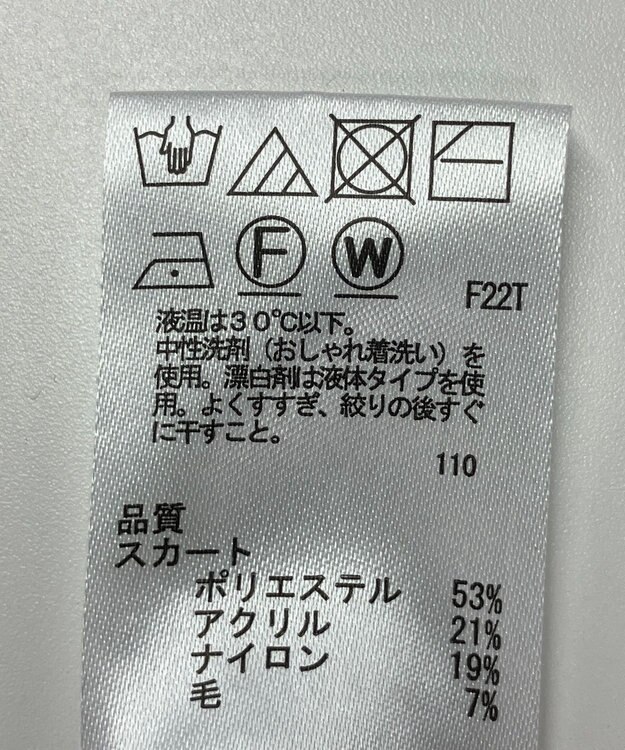 F W
F22T
液温は30℃以下。
中性洗剤（おしゃれ着洗い）を
使用。漂白剤は液体タイプを使
用。よくすすぎ、絞りの後すぐ
に干すこと。
110
品質
スカート
ポリエステル 53%
アクリル 21%
ナイロン 19%
毛 7%